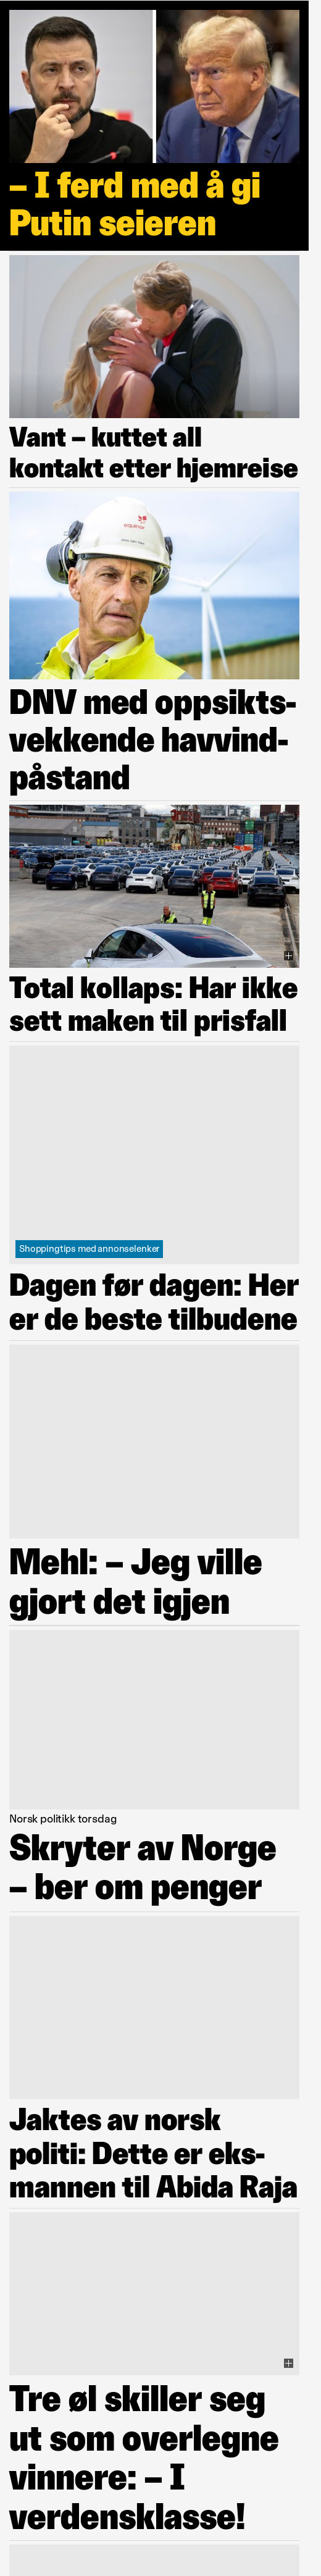 – I ferd med å gi
Putin seieren
Vant – kuttet all
kontakt etter hjemreise
equinor
DNV med oppsikts-
vekkende havvind-
påstand
Total kollaps: Har ikke
sett maken til prisfall
Shoppingtips med annonselenker
Dagen før dagen: Her
er de beste tilbudene
Mehl: – Jeg ville
gjort det igjen
Norsk politikk torsdag
Skryter av Norge
– ber om penger
Jaktes av norsk
politi: Dette er eks-
mannen til Abida Raja
Tre øl skiller seg
ut som overlegne
vinnere: – I
verdensklasse!